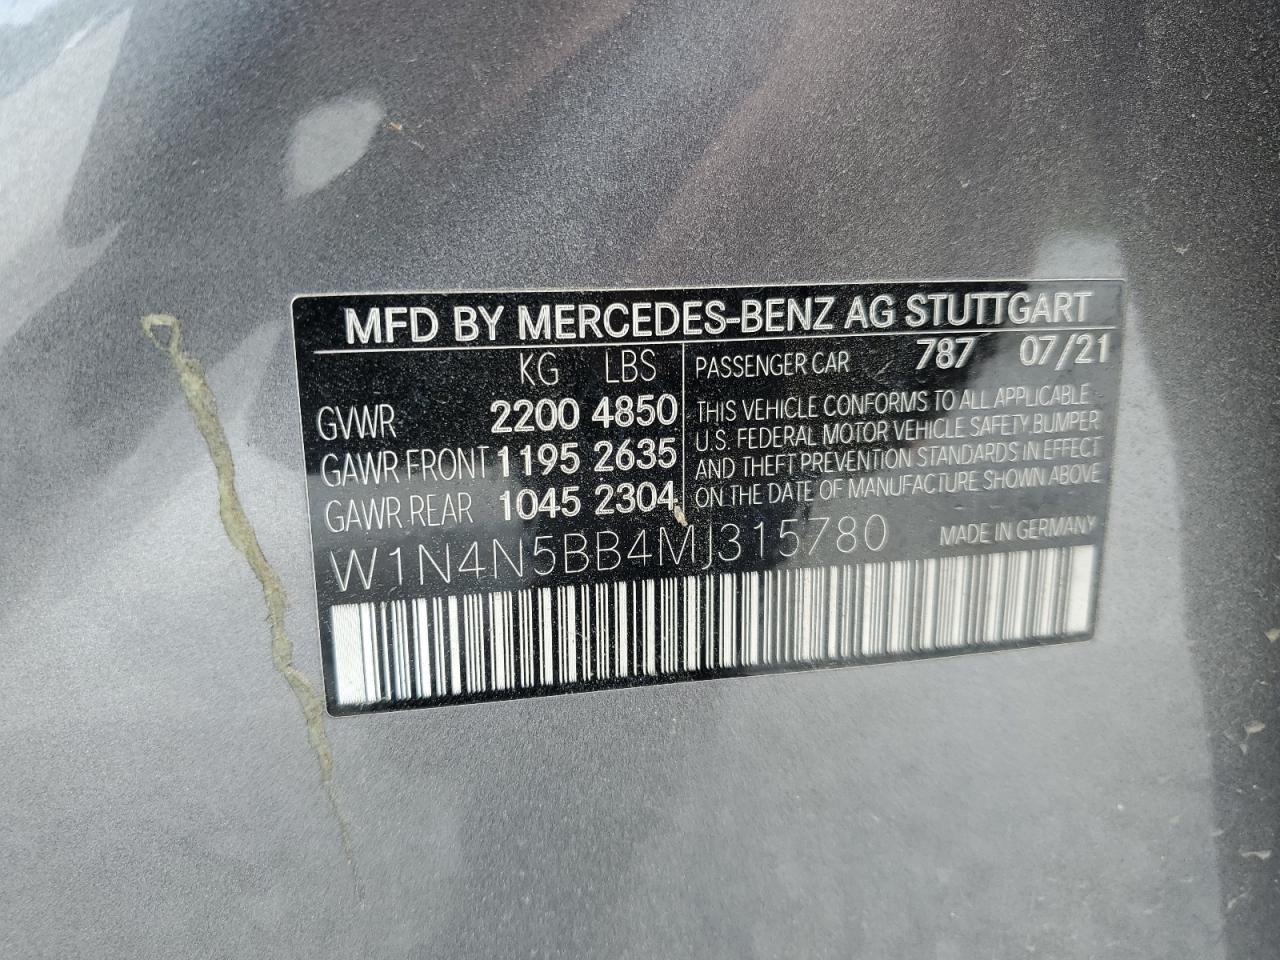 MFD BY MERCEDES-BENZ AG STUTTGART
KG LBS
GVWR 2200 4850
GAWR FRONT 1195 2635
GAWR REAR 1045 2304
PASSENGER CAR 787 07/21
THIS VEHICLE CONFORMS TO ALL APPLICABLE
U.S. FEDERAL MOTOR VEHICLE SAFETY, BUMPER
AND THEFT PREVENTION STANDARDS IN EFFECT
ON THE DATE OF MANUFACTURE SHOWN ABOVE
W1N4N5BB4MJ315780 MADE IN GERMANY